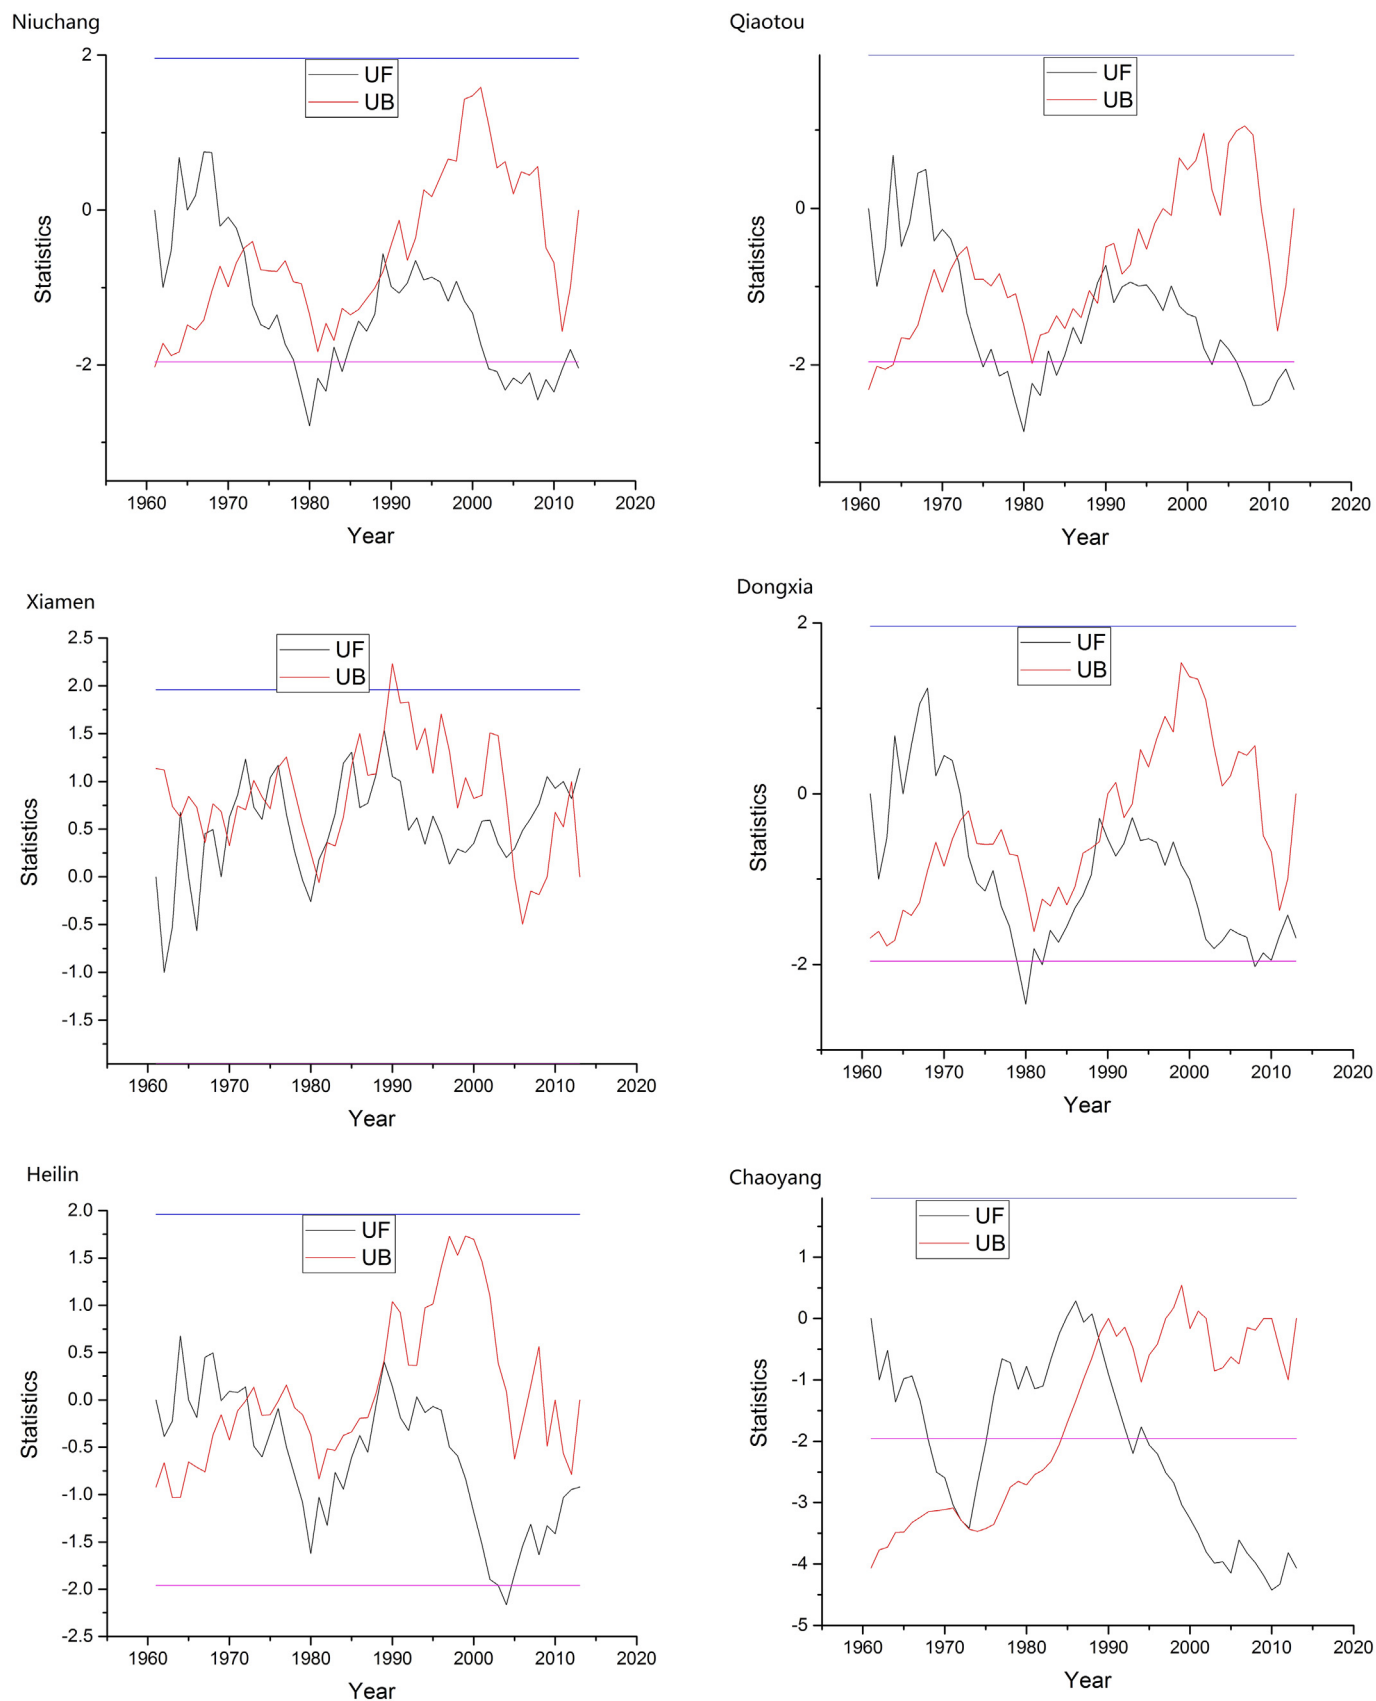 Niuchang
2
0
-2
Statistics
UF
UB
1960 1970 1980 1990 2000 2010 2020
Year
Qiaotou
0
-2
Statistics
UF
UB
1960 1970 1980 1990 2000 2010 2020
Year
Xiamen
2.5
2.0
1.5
1.0
0.5
0.0
-0.5
-1.0
-1.5
Statistics
UF
UB
1960 1970 1980 1990 2000 2010 2020
Year
Dongxia
2
0
-2
Statistics
UF
UB
1960 1970 1980 1990 2000 2010 2020
Year
Heilin
2.0
1.5
1.0
0.5
0.0
-0.5
-1.0
-1.5
-2.0
-2.5
Statistics
UF
UB
1960 1970 1980 1990 2000 2010 2020
Year
Chaoyang
1
0
-1
-2
-3
-4
-5
Statistics
UF
UB
1960 1970 1980 1990 2000 2010 2020
Year